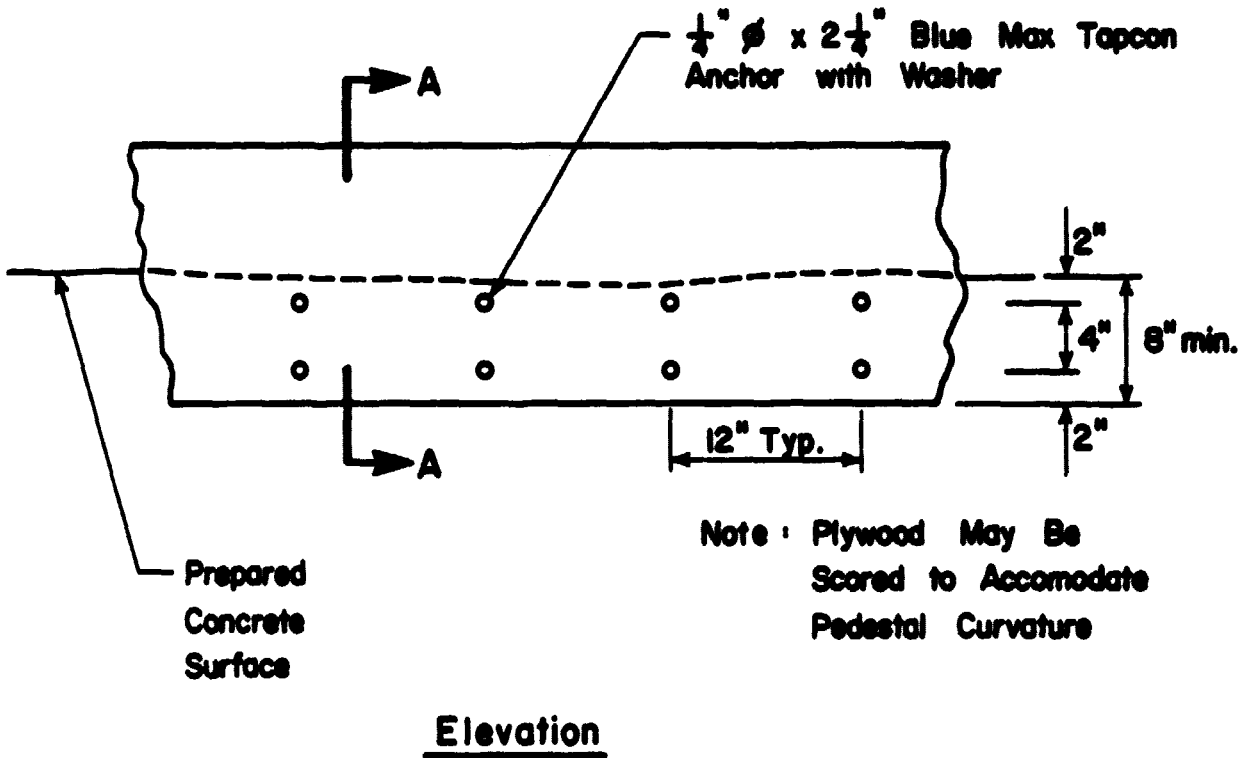 1/4" ø x 2 1/4" Blue Max Tapcon
Anchor with Washer
A
2"
4"
8" min.
12" Typ.
2"
A
Note : Plywood May Be
Scored to Accomodate
Pedestal Curvature
Prepared
Concrete
Surface
Elevation